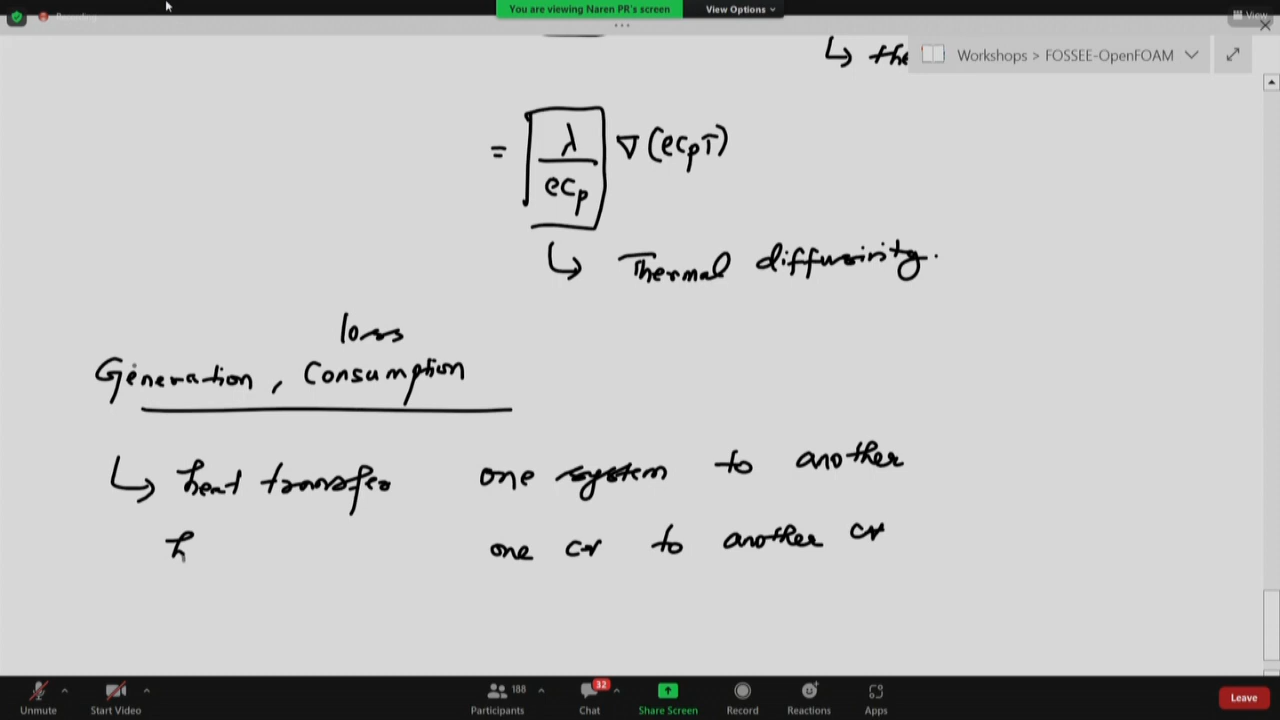 You are viewing Naren PR's screen
View Options
View
Recording
Workshops > FOSSEE-OpenFOAM
↳ the
= λ/ρcp ∇(ρcpT)
↳ Thermal diffusivity.
loss
Generation, Consumption
↳ heat transfer one system to another
h one cv to another cv
Unmute
Start Video
Participants
188
Chat
32
Share Screen
Record
Reactions
Apps
Leave